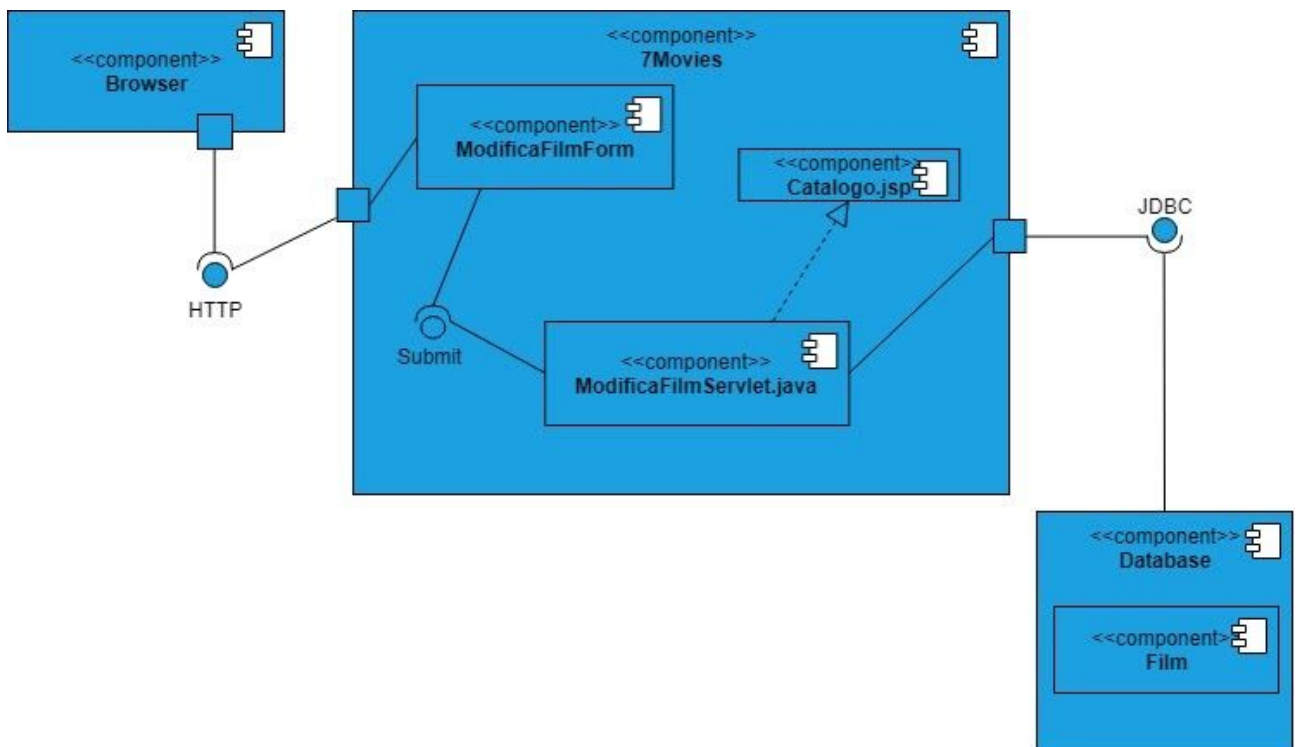 <<component>>
Browser
<<component>>
7Movies
<<component>>
ModificaFilmForm
<<component>>
Catalogo.jsp
JDBC
HTTP
Submit
<<component>>
ModificaFilmServlet.java
<<component>>
Database
<<component>>
Film